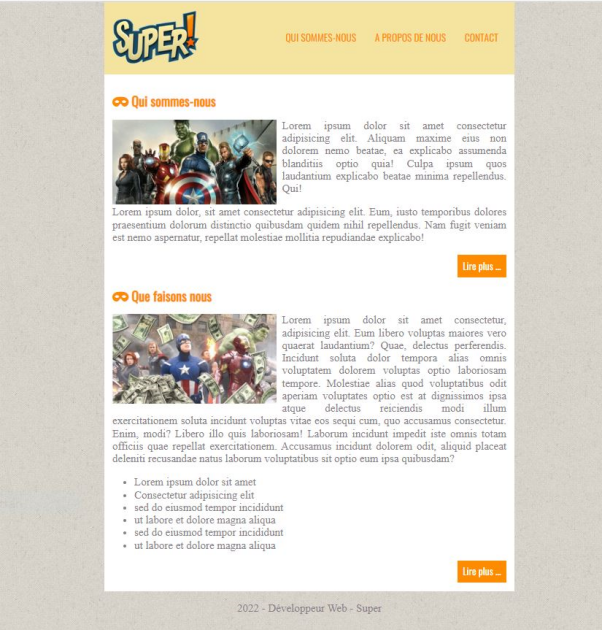 SUPER!
QUI SOMMES-NOUS A PROPOS DE NOUS CONTACT
Qui sommes-nous
Lorem ipsum dolor sit amet consectetur
adipisicing elit. Aliquam maxime eius non
dolorem nemo beatae, ea explicabo assumenda
blanditiis optio quia! Culpa ipsum quos
laudantium explicabo beatae minima repellendus.
Qui!
Lorem ipsum dolor, sit amet consectetur adipisicing elit. Eum, iusto temporibus dolores
praesentium dolorum distinctio quibusdam quidem nihil repellendus. Nam fugit veniam
est nemo aspernatur, repellat molestiae mollitia repudiandae explicabo!
Lire plus ...
Que faisons nous
Lorem ipsum dolor sit amet consectetur,
adipisicing elit. Eum libero voluptas maiores vero
quaerat laudantium? Quae, delectus perferendis.
Incidunt soluta dolor tempora alias omnis
voluptatem dolorem voluptas optio laboriosam
tempore. Molestiae alias quod voluptatibus odit
aperiam voluptates optio est at dignissimos ipsa
atque delectus reiciendis modi illum
exercitationem soluta incidunt voluptas vitae eos sequi cum, quo accusamus consectetur.
Enim, modi? Libero illo quis laboriosam! Laborum incidunt impedit iste omnis totam
officiis quae repellat exercitationem. Accusamus incidunt dolorem odit, aliquid placeat
deleniti recusandae natus laborum voluptatibus sit optio eum ipsa quibusdam?
• Lorem ipsum dolor sit amet
• Consectetur adipisicing elit
• sed do eiusmod tempor incididunt
• ut labore et dolore magna aliqua
• sed do eiusmod tempor incididunt
• ut labore et dolore magna aliqua
Lire plus ...
2022 - Développeur Web - Super